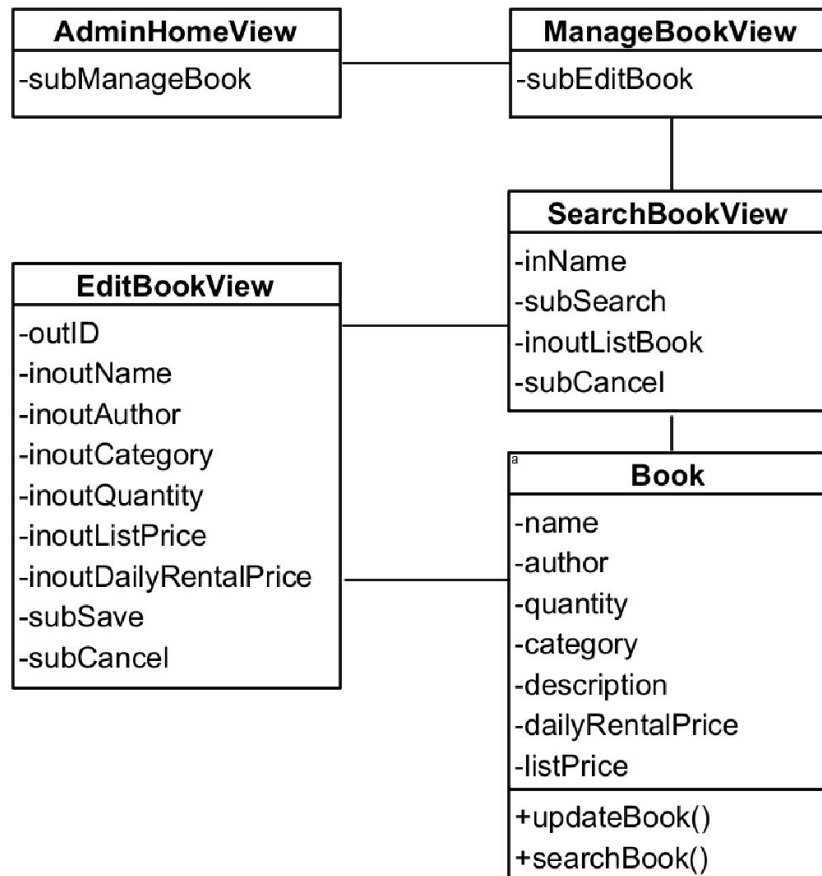 AdminHomeView
-subManageBook
ManageBookView
-subEditBook
SearchBookView
-inName
-subSearch
-inoutListBook
-subCancel
EditBookView
-outID
-inoutName
-inoutAuthor
-inoutCategory
-inoutQuantity
-inoutListPrice
-inoutDailyRentalPrice
-subSave
-subCancel
a
Book
-name
-author
-quantity
-category
-description
-dailyRentalPrice
-listPrice
+updateBook()
+searchBook()